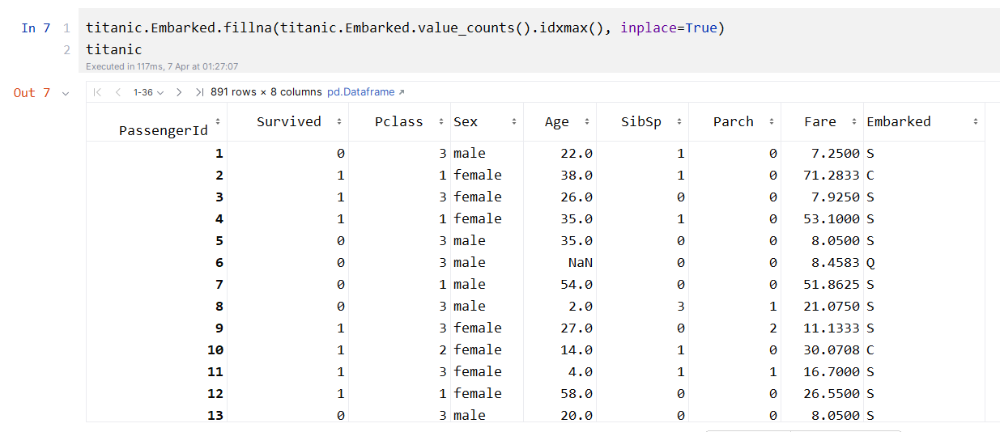 In 7 1 titanic.Embarked.fillna(titanic.Embarked.value_counts().idxmax(), inplace=True)
2 titanic
Executed in 117ms, 7 Apr at 01:27:07
Out 7 1-36 891 rows × 8 columns pd.Dataframe
PassengerId Survived Pclass Sex Age SibSp Parch Fare Embarked
1 0 3 male 22.0 1 0 7.2500 S
2 1 1 female 38.0 1 0 71.2833 C
3 1 3 female 26.0 0 0 7.9250 S
4 1 1 female 35.0 1 0 53.1000 S
5 0 3 male 35.0 0 0 8.0500 S
6 0 3 male NaN 0 0 8.4583 Q
7 0 1 male 54.0 0 0 51.8625 S
8 0 3 male 2.0 3 1 21.0750 S
9 1 3 female 27.0 0 2 11.1333 S
10 1 2 female 14.0 1 0 30.0708 C
11 1 3 female 4.0 1 1 16.7000 S
12 1 1 female 58.0 0 0 26.5500 S
13 0 3 male 20.0 0 0 8.0500 S